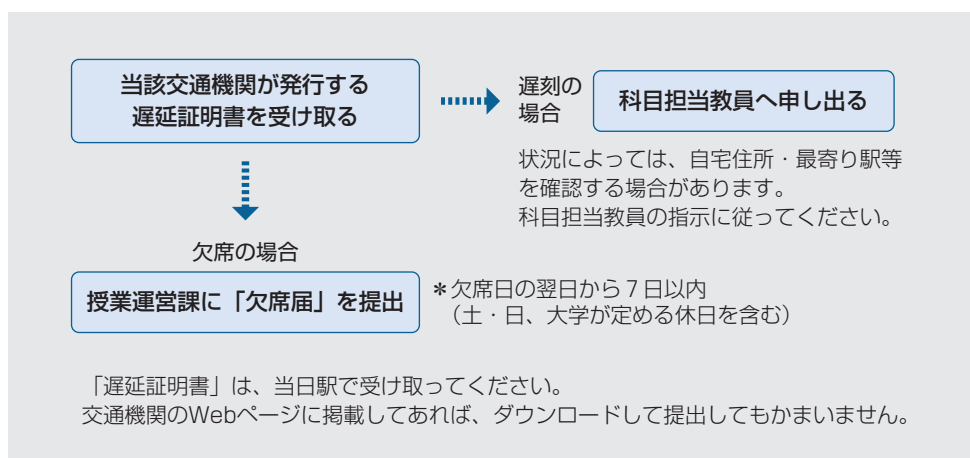 当該交通機関が発行する
遅延証明書を受け取る
遅刻の
場合
科目担当教員へ申し出る
状況によっては、自宅住所・最寄り駅等
を確認する場合があります。
科目担当教員の指示に従ってください。
欠席の場合
授業運営課に「欠席届」を提出
＊欠席日の翌日から７日以内
（土・日、大学が定める休日を含む）
「遅延証明書」は、当日駅で受け取ってください。
交通機関のWebページに掲載してあれば、ダウンロードして提出してもかまいません。